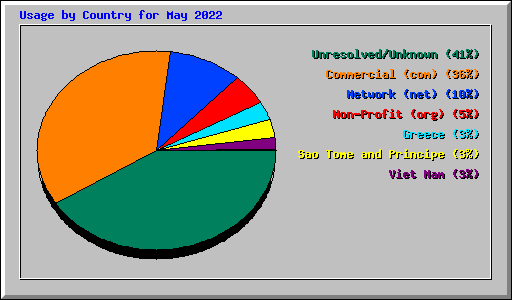 Usage by Country for May 2022
Unresolved/Unknown (41%)
Commercial (com) (36%)
Network (net) (10%)
Non-Profit (org) (5%)
Greece (3%)
Sao Tome and Principe (3%)
Viet Nam (3%)